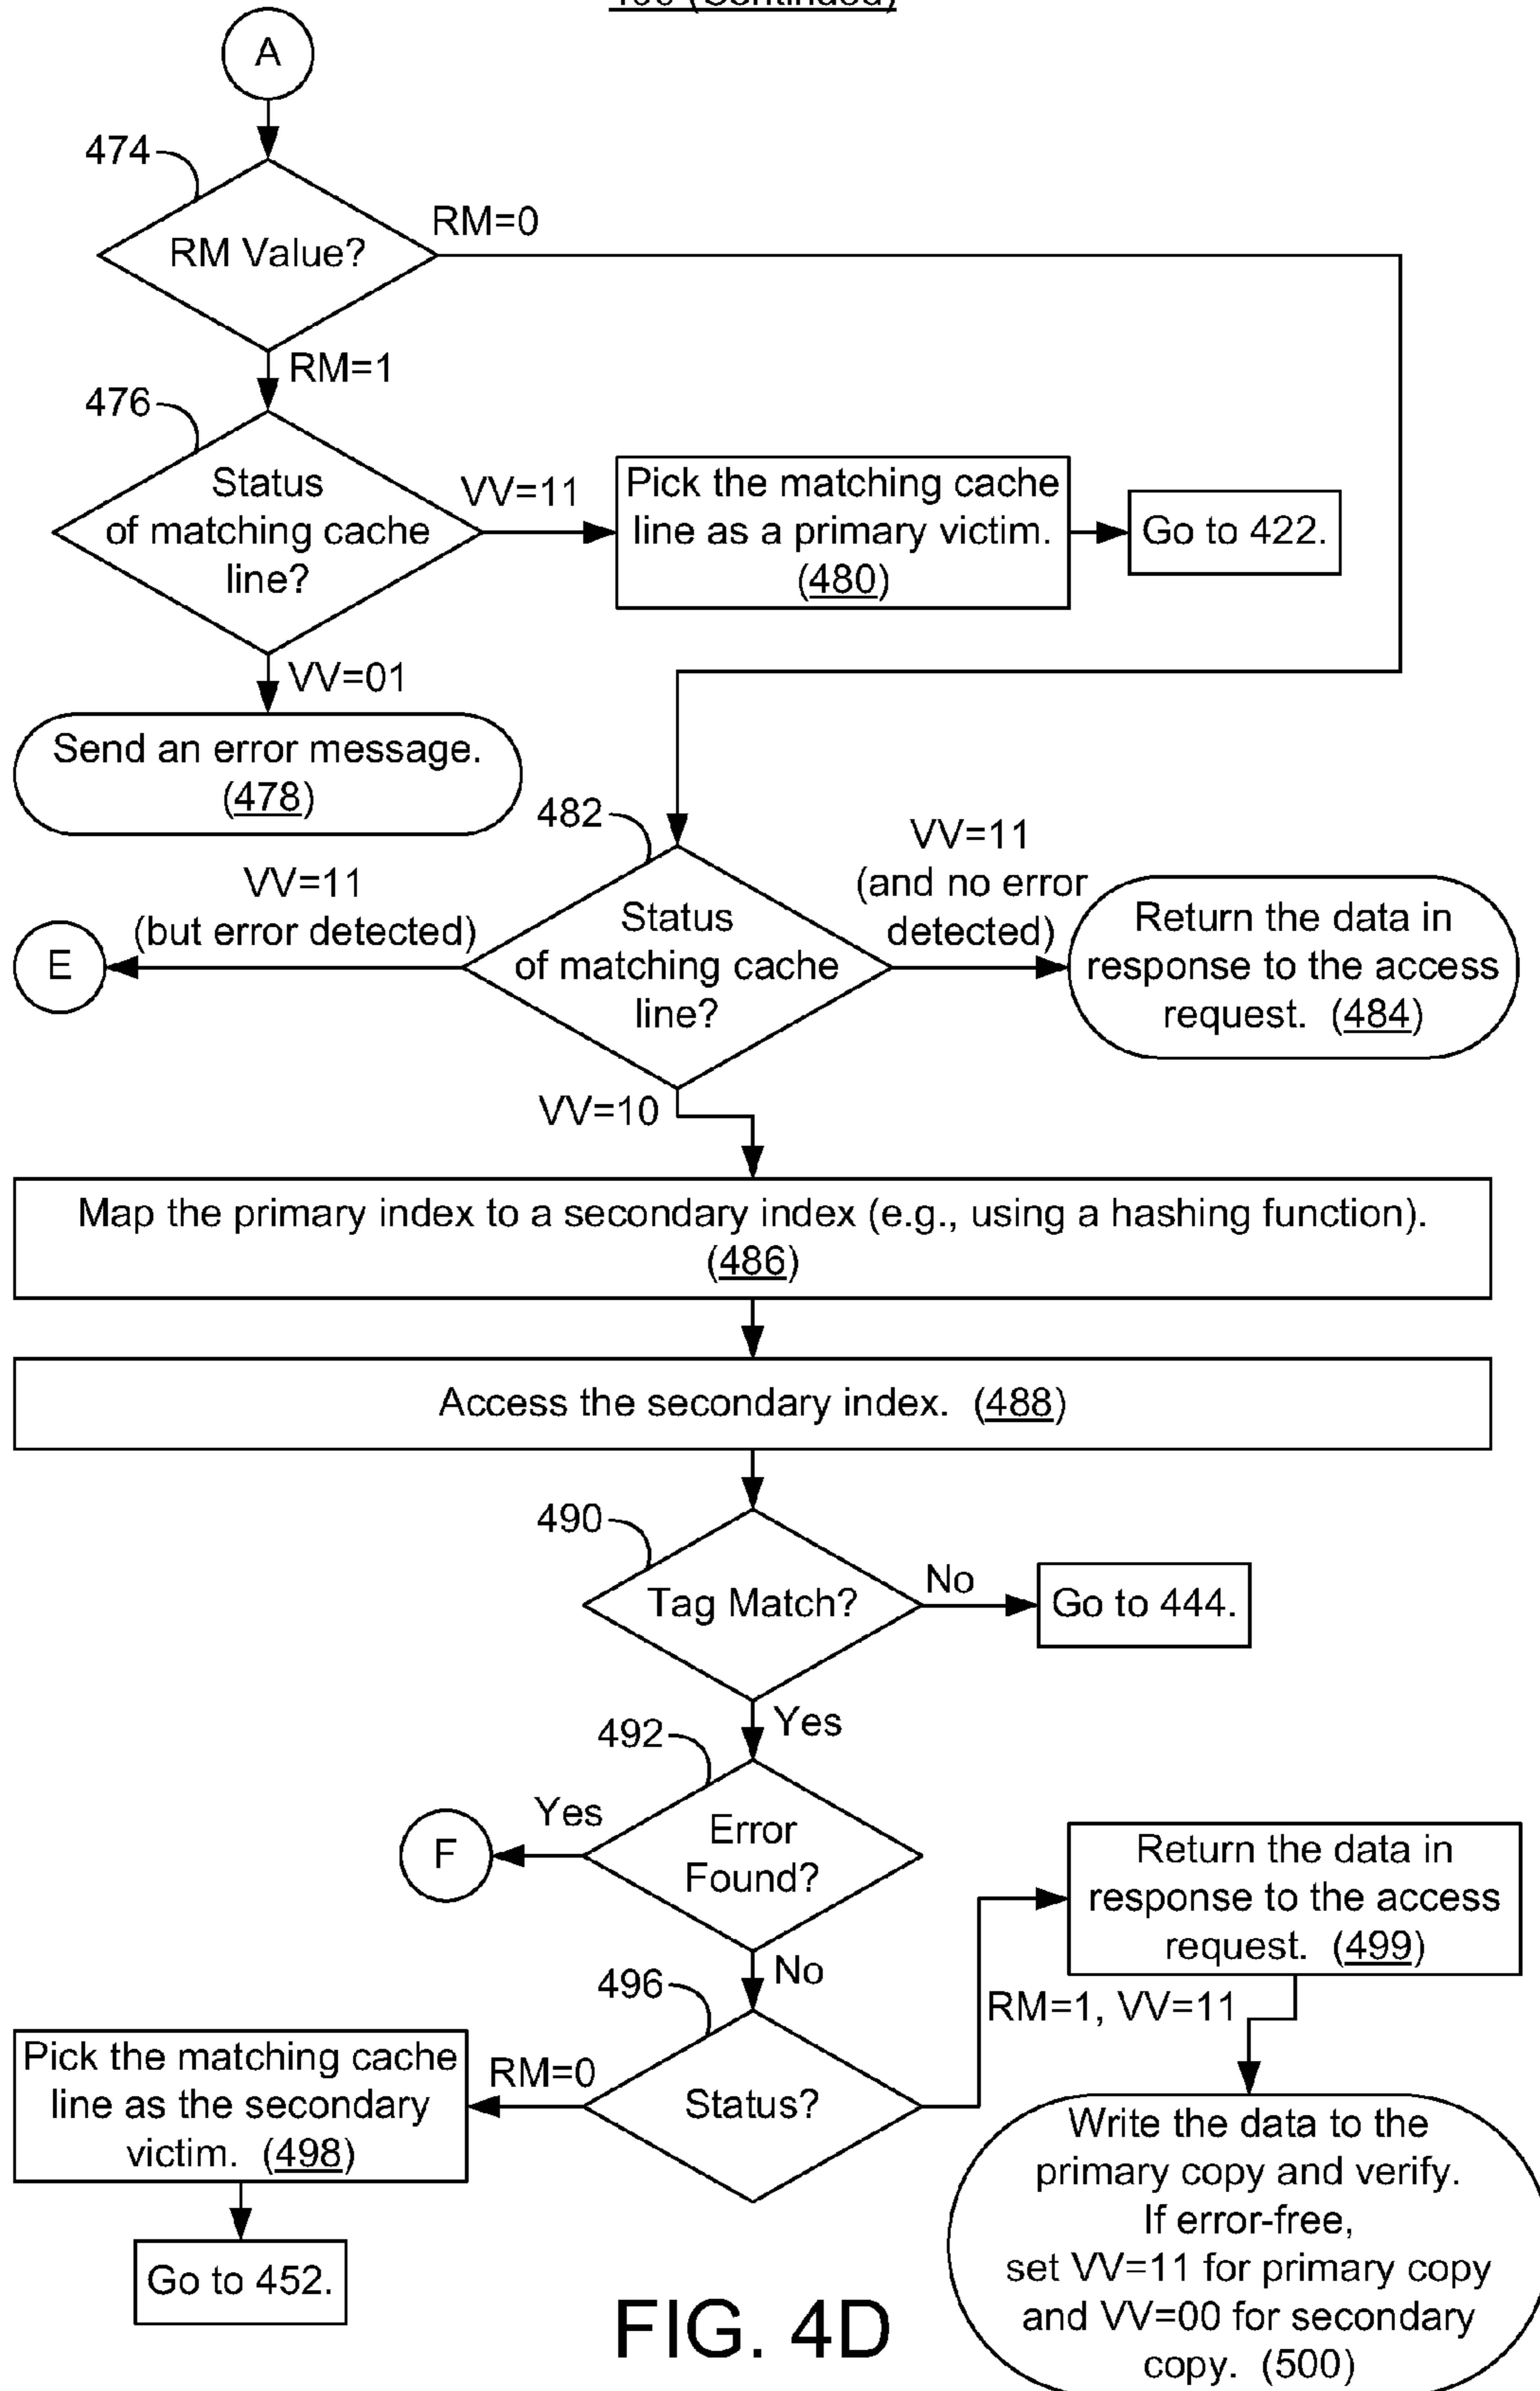 (Continued)
A
474
RM Value?
RM=0
RM=1
476
Status
of matching cache
line?
VV=11
Pick the matching cache
line as a primary victim.
(480)
Go to 422.
VV=01
Send an error message.
(478)
482
Status
of matching cache
line?
VV=11
(but error detected)
E
VV=11
(and no error
detected)
Return the data in
response to the access
request. (484)
VV=10
Map the primary index to a secondary index (e.g., using a hashing function).
(486)
Access the secondary index. (488)
490
Tag Match?
No
Go to 444.
Yes
492
Error
Found?
Yes
F
No
496
Status?
RM=0
Pick the matching cache
line as the secondary
victim. (498)
Go to 452.
RM=1, VV=11
Return the data in
response to the access
request. (499)
Write the data to the
primary copy and verify.
If error-free,
set VV=11 for primary copy
and VV=00 for secondary
copy. (500)
FIG. 4D